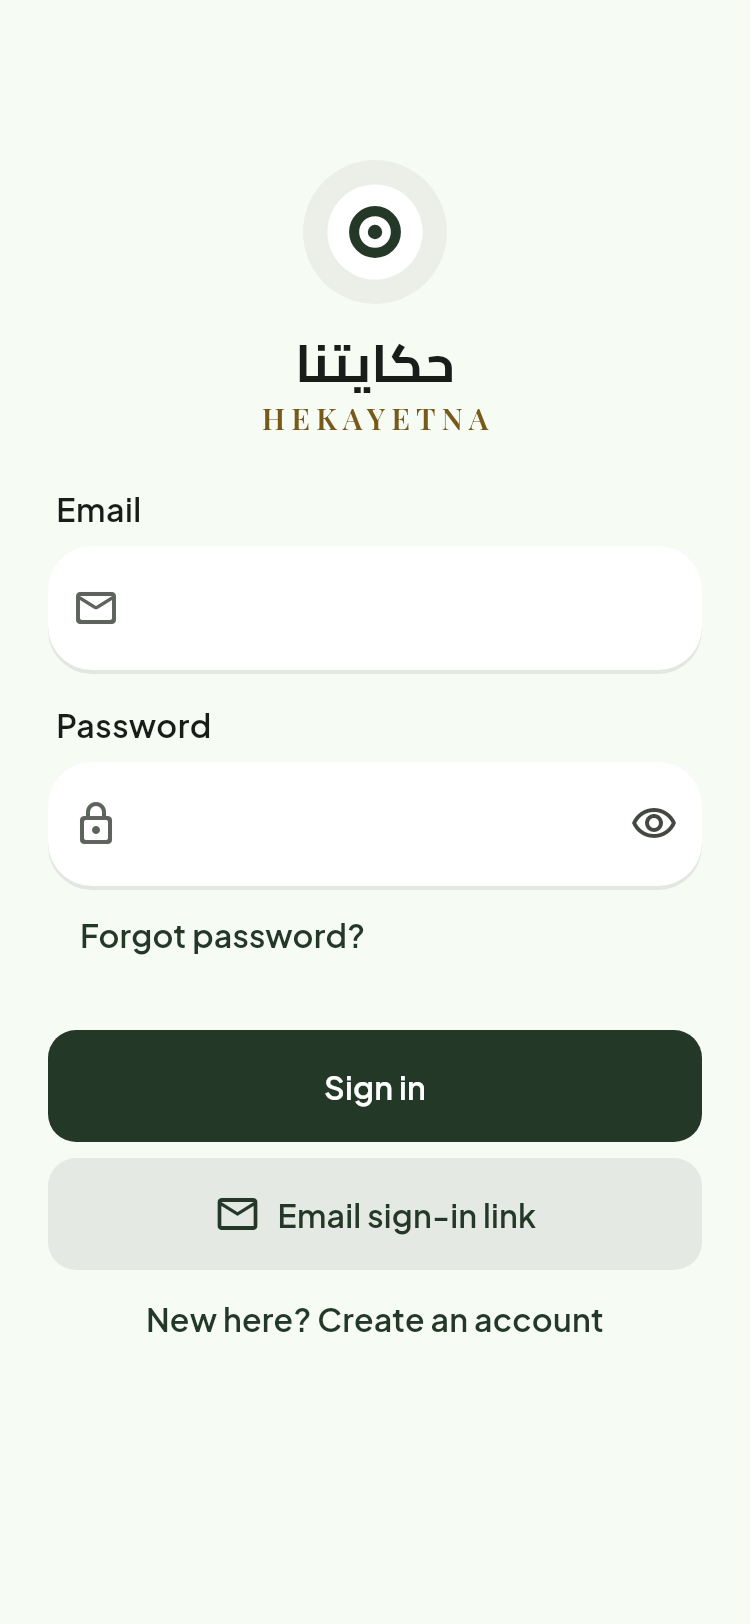 حكايتنا
HEKAYETNA
Email
Password
Forgot password?
Sign in
Email sign-in link
New here? Create an account